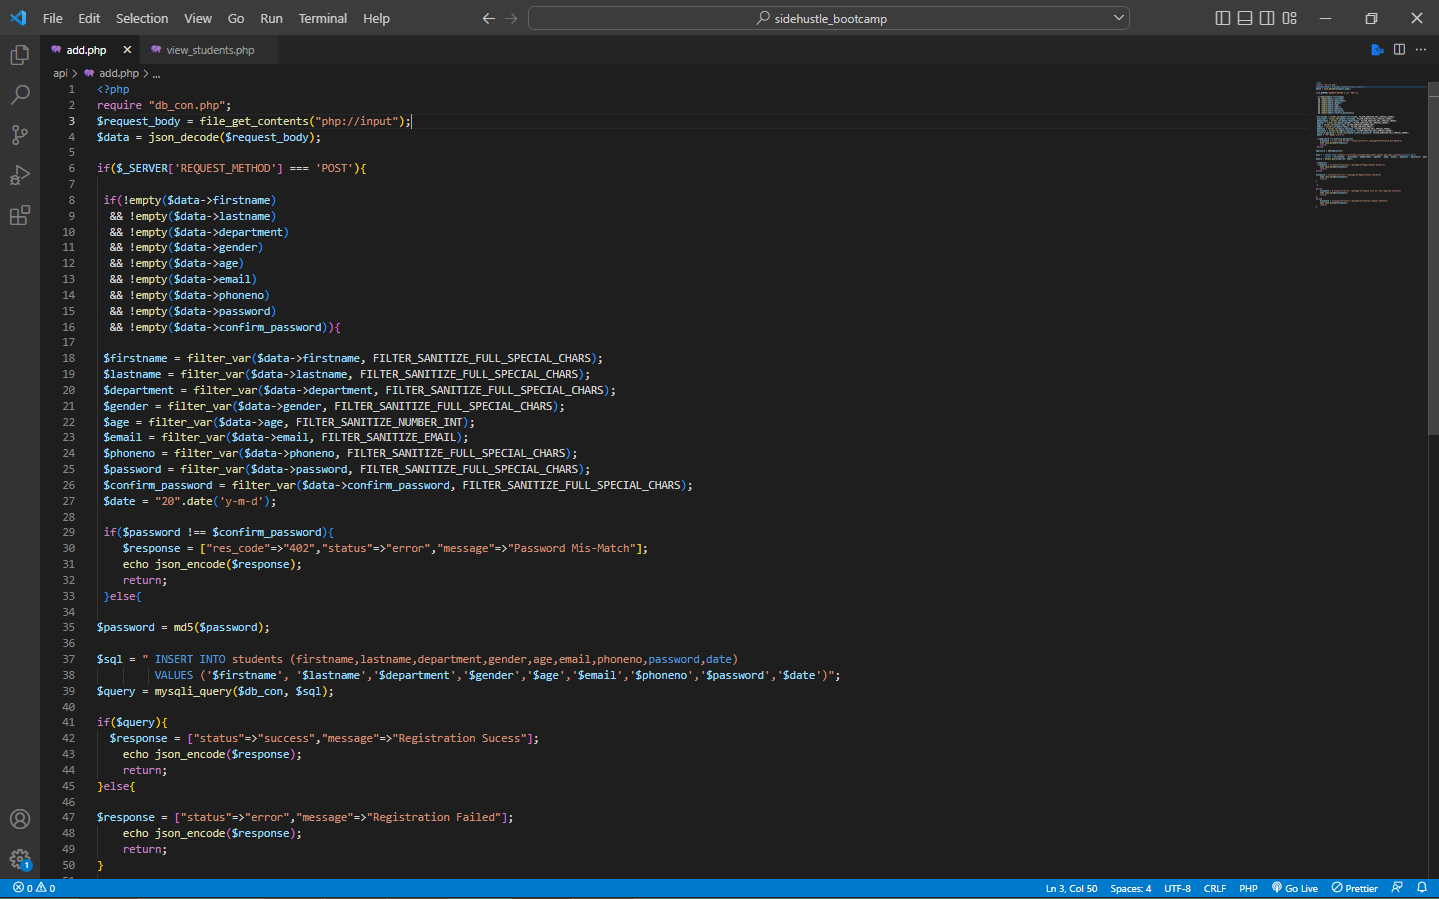 File Edit Selection View Go Run Terminal Help
sidehustle_bootcamp
add.php
view_students.php
api > add.php > ...
1 <?php
2 require "db_con.php";
3 $request_body = file_get_contents("php://input");
4 $data = json_decode($request_body);
5
6 if($_SERVER['REQUEST_METHOD'] === 'POST'){
7
8 if(!empty($data->firstname)
9 && !empty($data->lastname)
10 && !empty($data->department)
11 && !empty($data->gender)
12 && !empty($data->age)
13 && !empty($data->email)
14 && !empty($data->phoneno)
15 && !empty($data->password)
16 && !empty($data->confirm_password)){
17
18 $firstname = filter_var($data->firstname, FILTER_SANITIZE_FULL_SPECIAL_CHARS);
19 $lastname = filter_var($data->lastname, FILTER_SANITIZE_FULL_SPECIAL_CHARS);
20 $department = filter_var($data->department, FILTER_SANITIZE_FULL_SPECIAL_CHARS);
21 $gender = filter_var($data->gender, FILTER_SANITIZE_FULL_SPECIAL_CHARS);
22 $age = filter_var($data->age, FILTER_SANITIZE_NUMBER_INT);
23 $email = filter_var($data->email, FILTER_SANITIZE_EMAIL);
24 $phoneno = filter_var($data->phoneno, FILTER_SANITIZE_FULL_SPECIAL_CHARS);
25 $password = filter_var($data->password, FILTER_SANITIZE_FULL_SPECIAL_CHARS);
26 $confirm_password = filter_var($data->confirm_password, FILTER_SANITIZE_FULL_SPECIAL_CHARS);
27 $date = "20".date('y-m-d');
28
29 if($password !== $confirm_password){
30 $response = ["res_code"=>"402","status"=>"error","message"=>"Password Mis-Match"];
31 echo json_encode($response);
32 return;
33 }else{
34
35 $password = md5($password);
36
37 $sql = " INSERT INTO students (firstname,lastname,department,gender,age,email,phoneno,password,date)
38 VALUES ('$firstname', '$lastname','$department','$gender','$age','$email','$phoneno','$password','$date')";
39 $query = mysqli_query($db_con, $sql);
40
41 if($query){
42 $response = ["status"=>"success","message"=>"Registration Sucess"];
43 echo json_encode($response);
44 return;
45 }else{
46
47 $response = ["status"=>"error","message"=>"Registration Failed"];
48 echo json_encode($response);
49 return;
50 }
1
0 0 Ln 3, Col 50 Spaces: 4 UTF-8 CRLF PHP Go Live Prettier